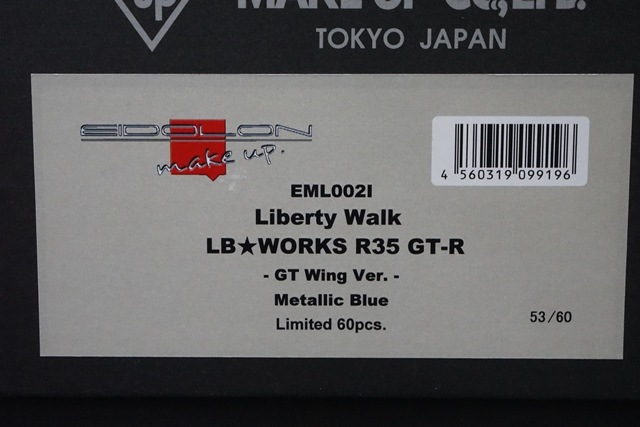 up
MAKE UP CO.,LTD.
TOKYO JAPAN
EIDOLON
make up.
4 560319 099196
EML002I
Liberty Walk
LB★WORKS R35 GT-R
- GT Wing Ver. -
Metallic Blue
Limited 60pcs.
53/60